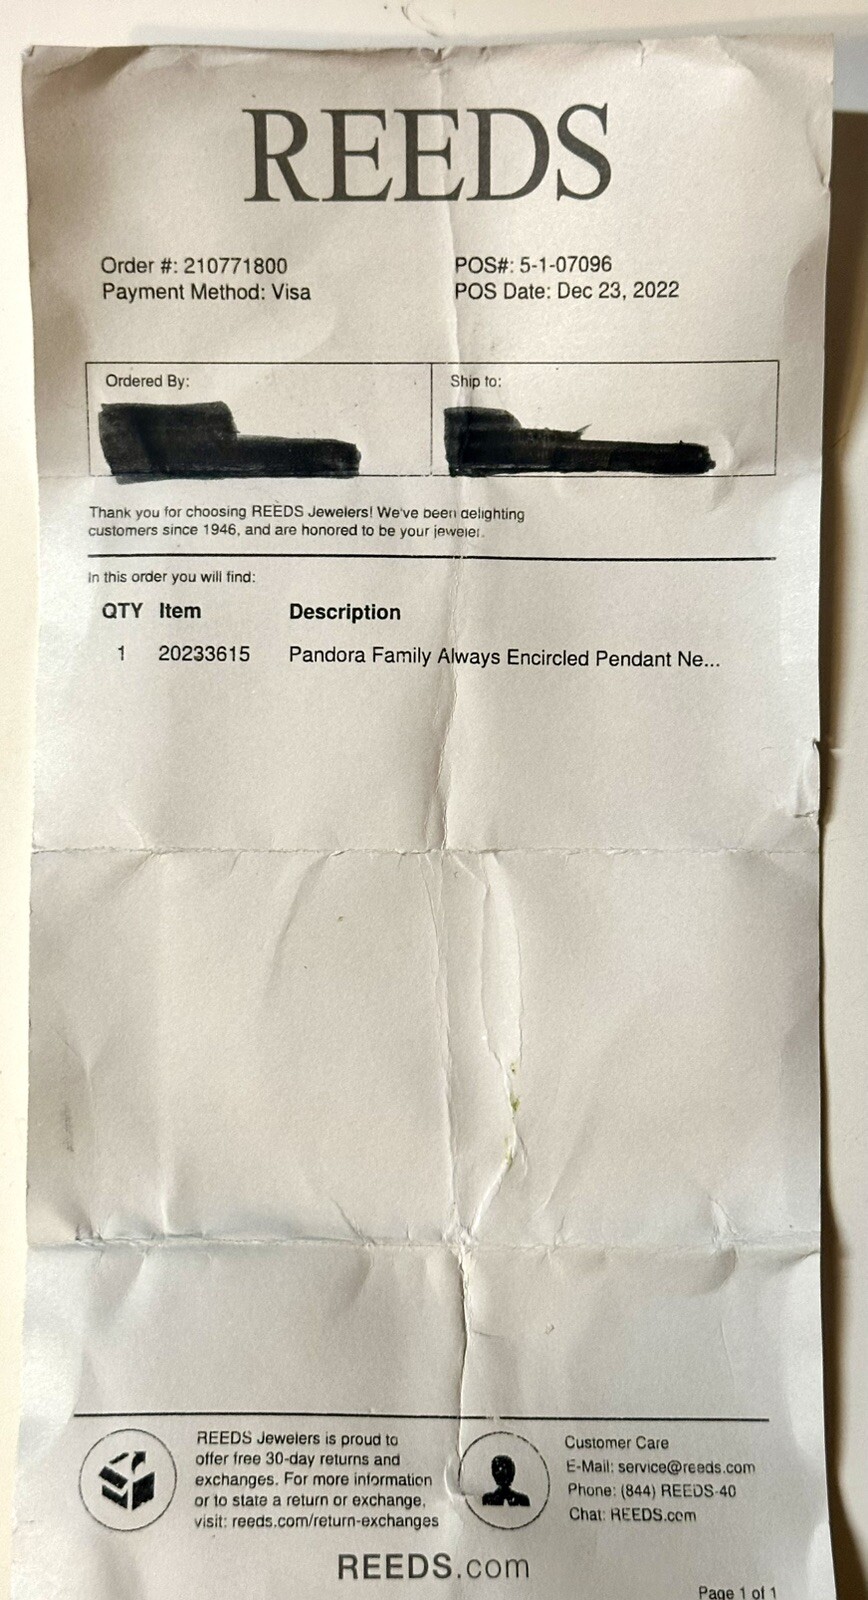 REEDS
Order #: 210771800
Payment Method: Visa
POS#: 5-1-07096
POS Date: Dec 23, 2022
Ordered By:
Ship to:
Thank you for choosing REEDS Jewelers! We've been delighting
customers since 1946, and are honored to be your jeweler.
In this order you will find:
QTY Item Description
1 20233615 Pandora Family Always Encircled Pendant Ne...
REEDS Jewelers is proud to
offer free 30-day returns and
exchanges. For more information
or to state a return or exchange,
visit: reeds.com/return-exchanges
Customer Care
E-Mail: service@reeds.com
Phone: (844) REEDS-40
Chat: REEDS.com
REEDS.com
Page 1 of 1